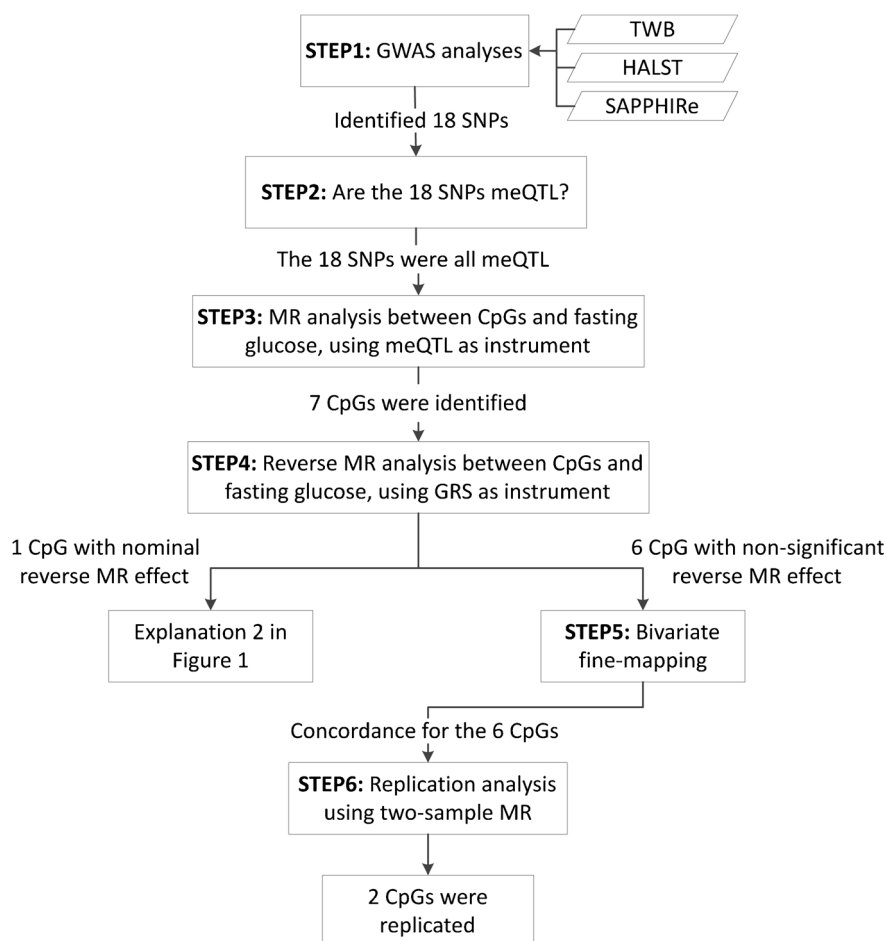 STEP1: GWAS analyses
TWB
HALST
SAPPHIRe
Identified 18 SNPs
STEP2: Are the 18 SNPs meQTL?
The 18 SNPs were all meQTL
STEP3: MR analysis between CpGs and fasting
glucose, using meQTL as instrument
7 CpGs were identified
STEP4: Reverse MR analysis between CpGs and
fasting glucose, using GRS as instrument
1 CpG with nominal
reverse MR effect
6 CpG with non-significant
reverse MR effect
Explanation 2 in
Figure 1
STEP5: Bivariate
fine-mapping
Concordance for the 6 CpGs
STEP6: Replication analysis
using two-sample MR
2 CpGs were
replicated